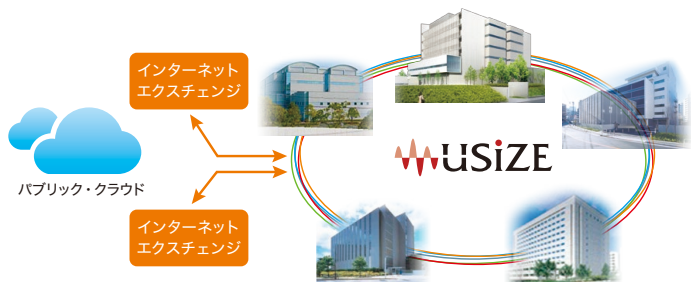 インターネット
エクスチェンジ
パブリック・クラウド
USiZE
インターネット
エクスチェンジ